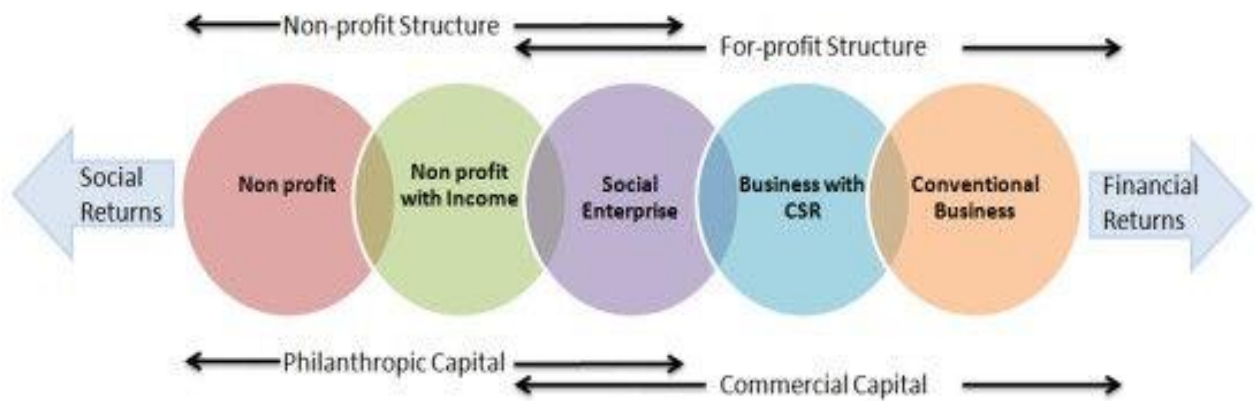 Non-profit Structure
For-profit Structure
Social
Returns
Non profit
Non profit
with Income
Social
Enterprise
Business with
CSR
Conventional
Business
Financial
Returns
Philanthropic Capital
Commercial Capital